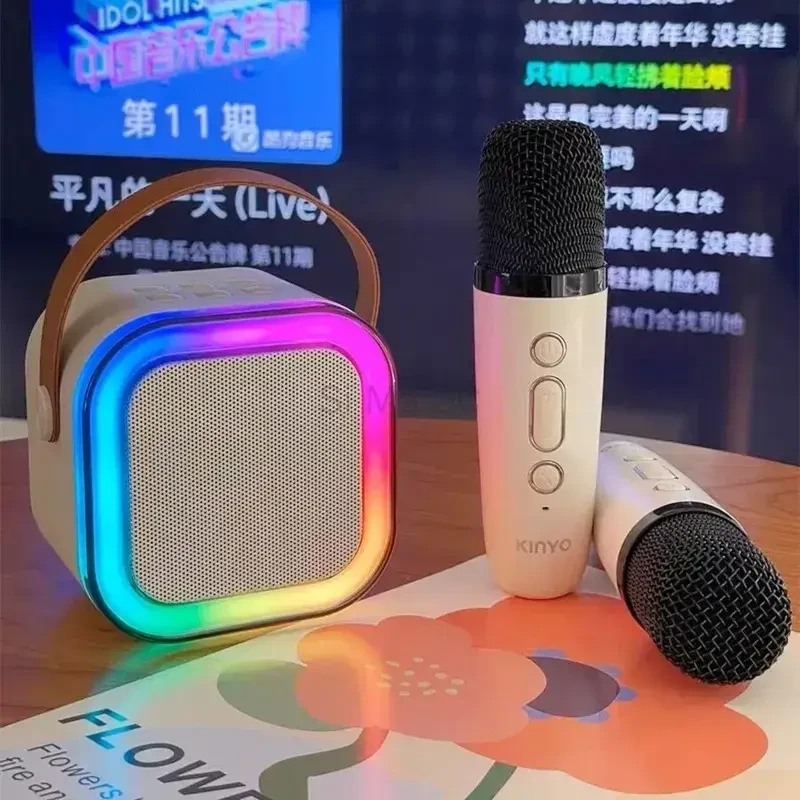 IDOL HITS
中国音乐公告牌
第11期
酷狗音乐
平凡的一天 (Live)
中国音乐公告牌 第11期
就这样虚度着年华 没牵挂
只有晚风轻拂着脸颊
这是最完美的一天啊
不那么复杂
度着年华 没牵挂
轻拂着脸颊
我们会找到她
KINYO
FLOWE
Flowers
fire an